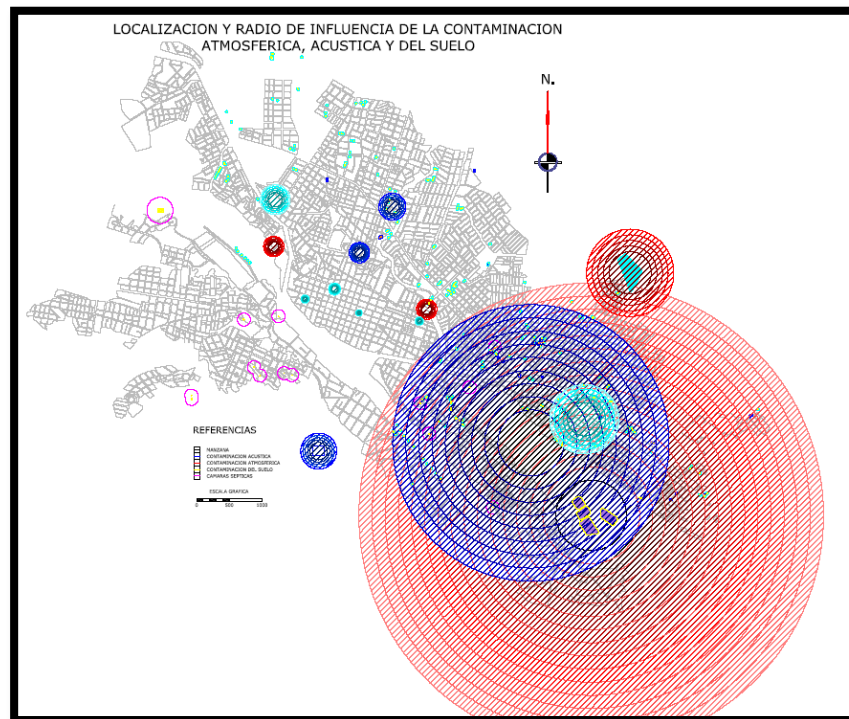 LOCALIZACION Y RADIO DE INFLUENCIA DE LA CONTAMINACION
ATMOSFERICA, ACUSTICA Y DEL SUELO
N.
REFERENCIAS
MANZANA
CONTAMINACION ACUSTICA
CONTAMINACION ATMOSFERICA
CONTAMINACION DEL SUELO
CAMARAS SEPTICAS
ESCALA GRAFICA
0 500 1000